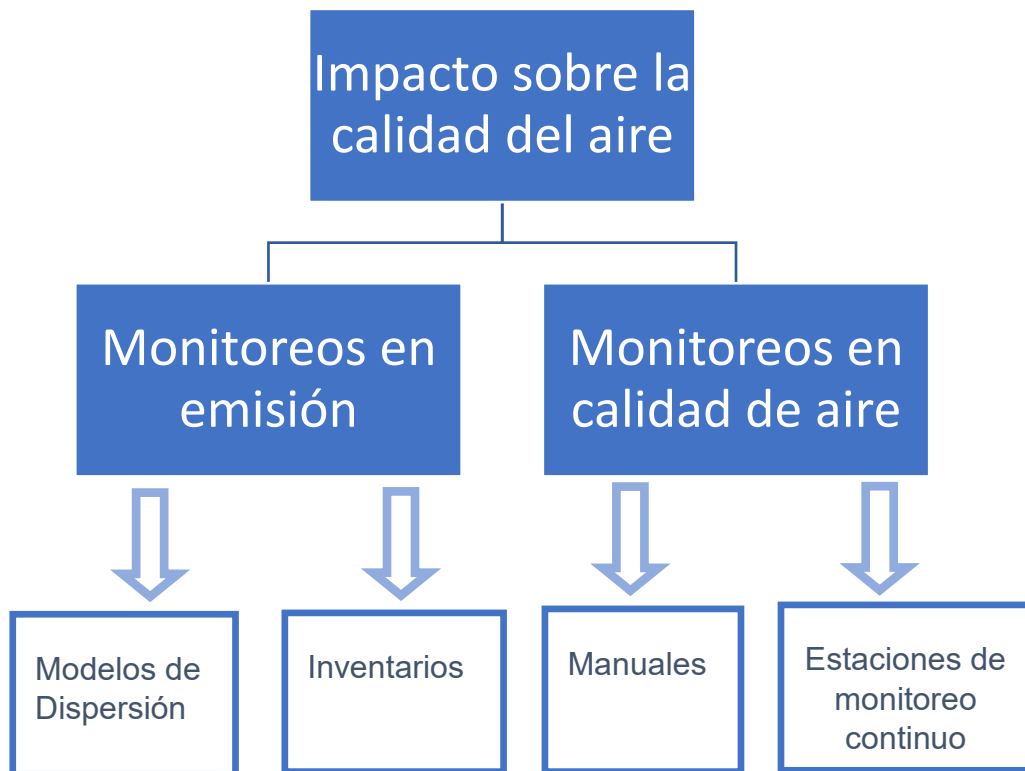 Impacto sobre la
calidad del aire
Monitoreos en
emisión
Monitoreos en
calidad de aire
Modelos de
Dispersión
Inventarios
Manuales
Estaciones de
monitoreo
continuo